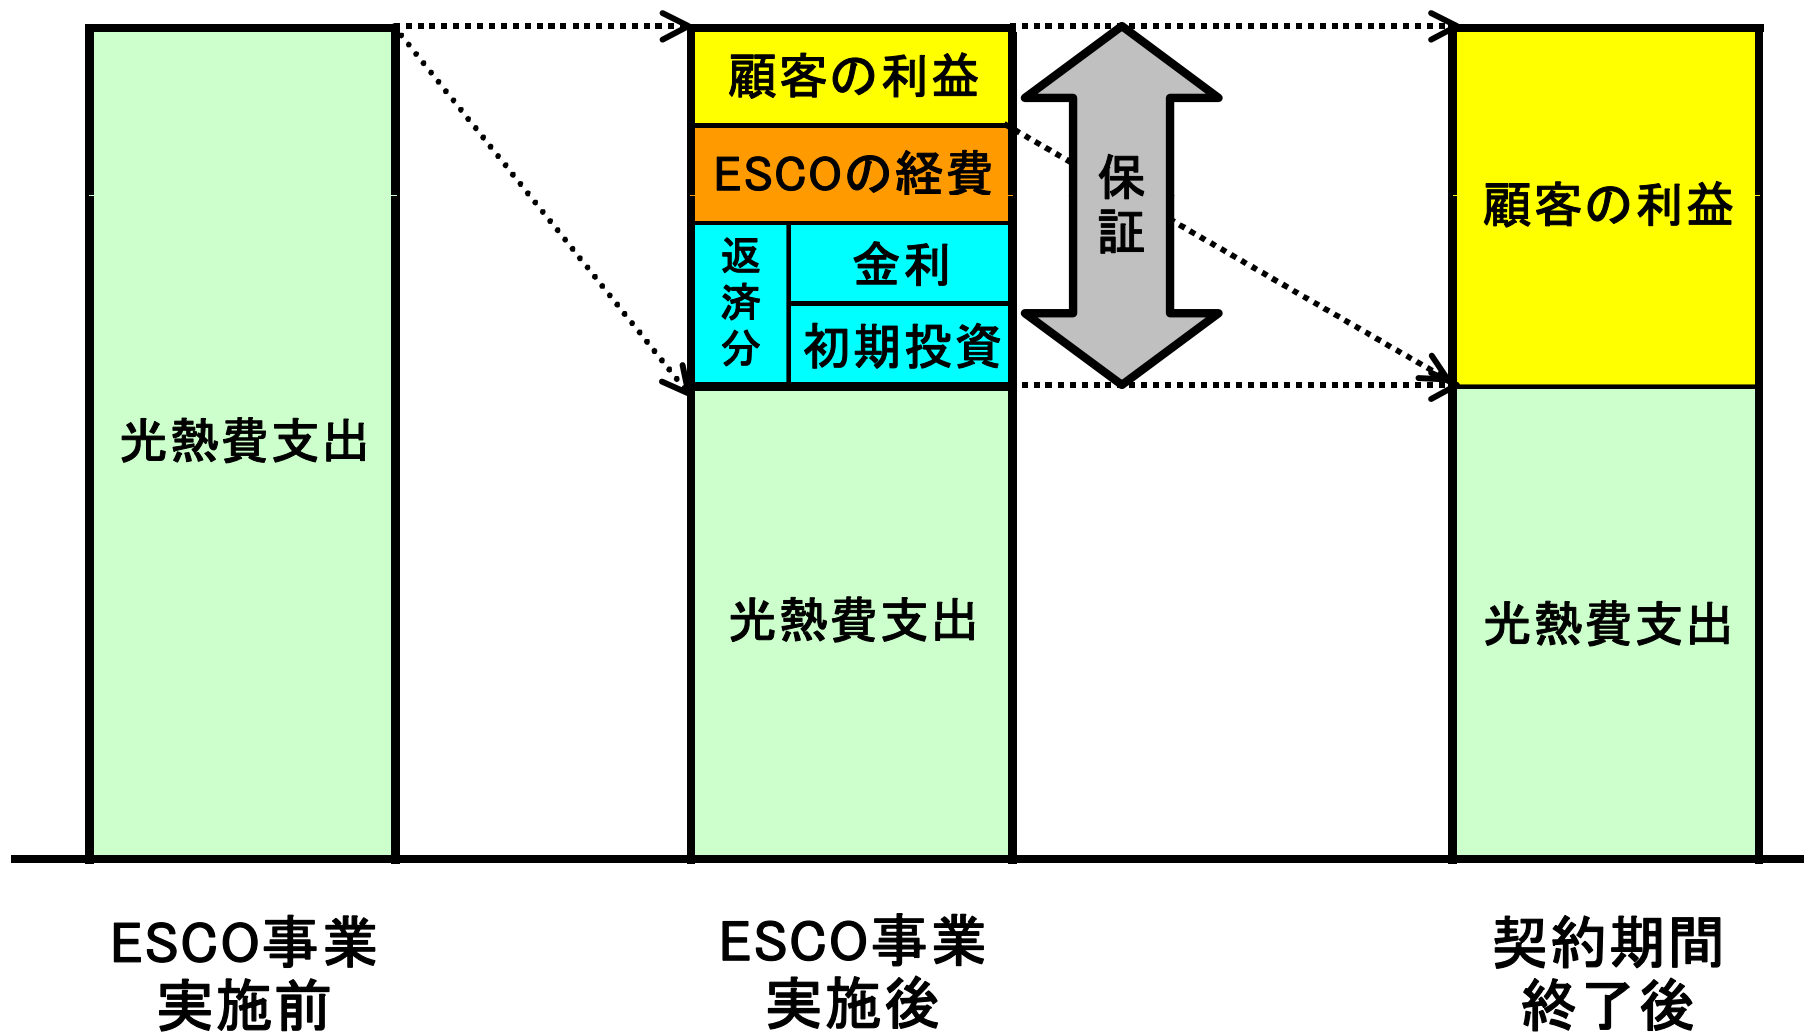 光熱費支出
顧客の利益
ESCOの経費
返済分
金利
初期投資
光熱費支出
保証
顧客の利益
光熱費支出
ESCO事業
実施前
ESCO事業
実施後
契約期間
終了後